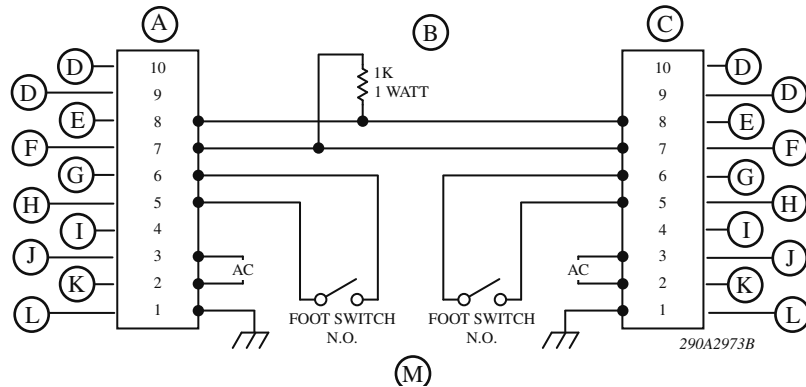 A
B
C
D 10
D 9
E 8
F 7
G 6
H 5
I 4
J 3
K 2
L 1
1K
1 WATT
AC
FOOT SWITCH
N.O.
FOOT SWITCH
N.O.
AC
10 D
9 D
8 E
7 F
6 G
5 H
4 I
3 J
2 K
1 L
290A2973B
M